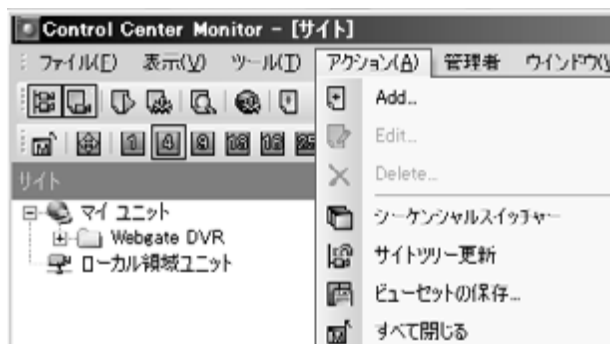 Control Center Monitor - [サイト]
ファイル(F) 表示(V) ツール(T) アクション(A) 管理者 ウインドウ(W
1 4 9 16
サイト
マイ ユニット
Webgate DVR
ローカル領域ユニット
Add...
Edit...
Delete...
シーケンシャルスイッチャー
サイトツリー更新
ビューセットの保存...
すべて閉じる